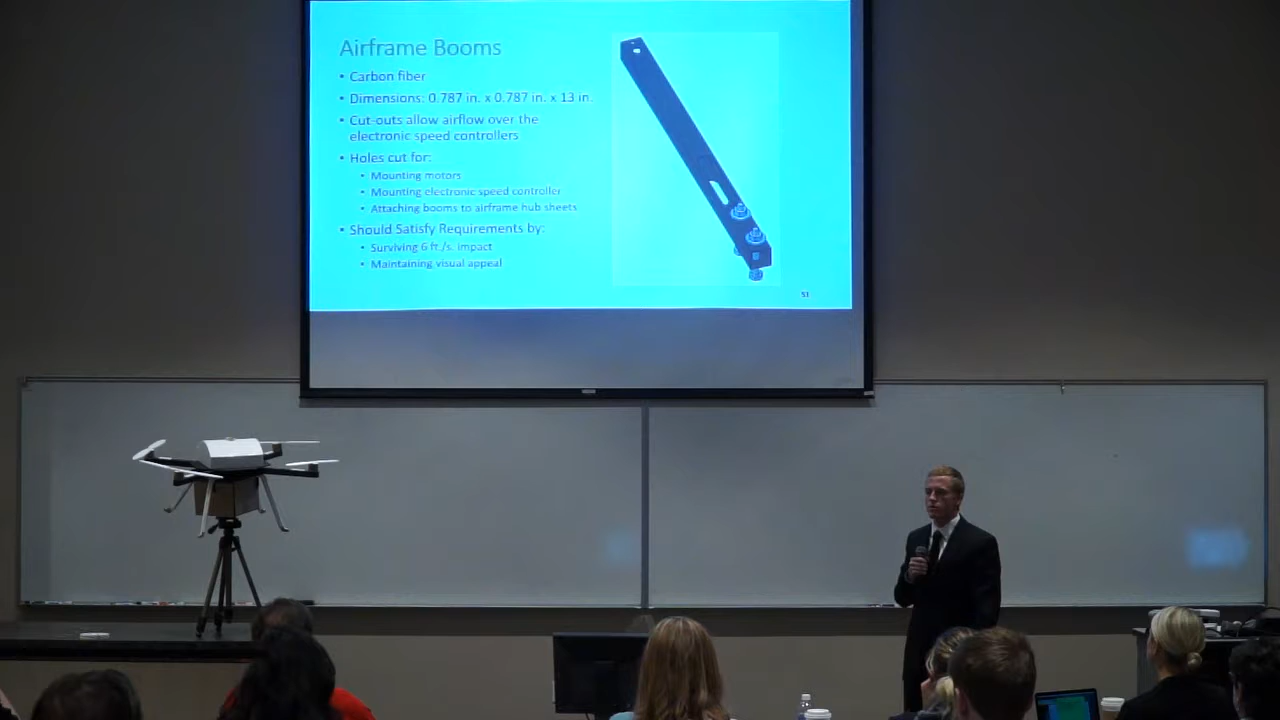 Airframe Booms
• Carbon fiber
• Dimensions: 0.787 in. x 0.787 in. x 13 in.
• Cut-outs allow airflow over the
electronic speed controllers
• Holes cut for:
• Mounting motors
• Mounting electronic speed controller
• Attaching booms to airframe hub sheets
• Should Satisfy Requirements by:
• Surviving 6 ft./s. impact
• Maintaining visual appeal
51